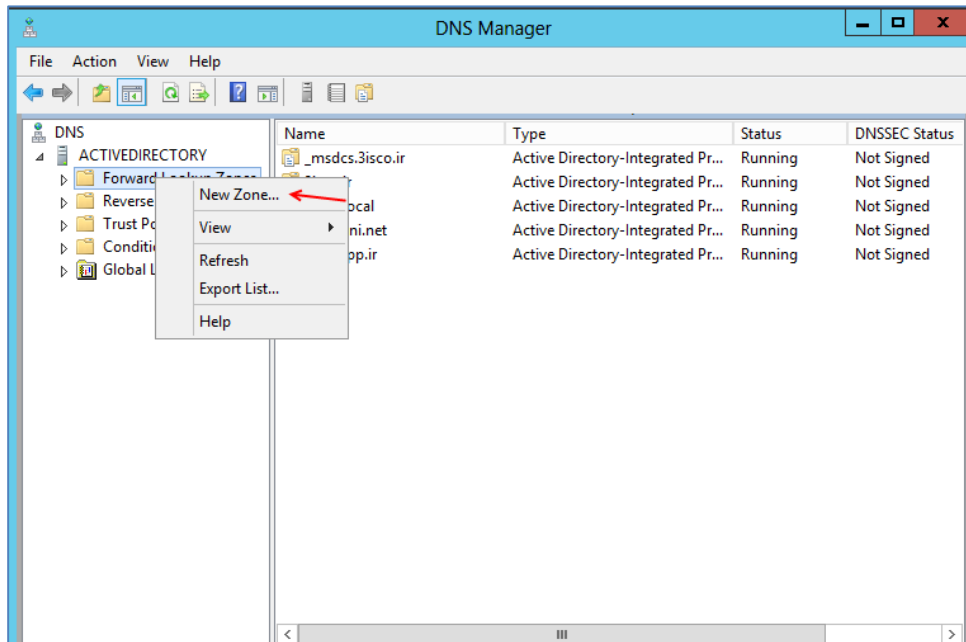 DNS Manager
File Action View Help
DNS
ACTIVEDIRECTORY
Forward Lookup Zones
Reverse
Trust Po
Conditi
Global L
New Zone...
View
Refresh
Export List...
Help
Name Type Status DNSSEC Status
_msdcs.3isco.ir Active Directory-Integrated Pr... Running Not Signed
Active Directory-Integrated Pr... Running Not Signed
ocal Active Directory-Integrated Pr... Running Not Signed
ni.net Active Directory-Integrated Pr... Running Not Signed
pp.ir Active Directory-Integrated Pr... Running Not Signed